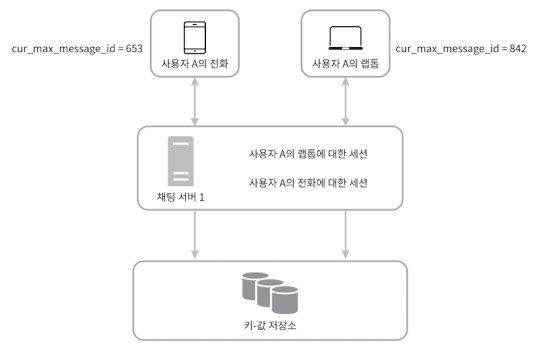 cur_max_message_id = 653
사용자 A의 전화
사용자 A의 랩톱
cur_max_message_id = 842
사용자 A의 랩톱에 대한 세션
사용자 A의 전화에 대한 세션
채팅 서버 1
키-값 저장소